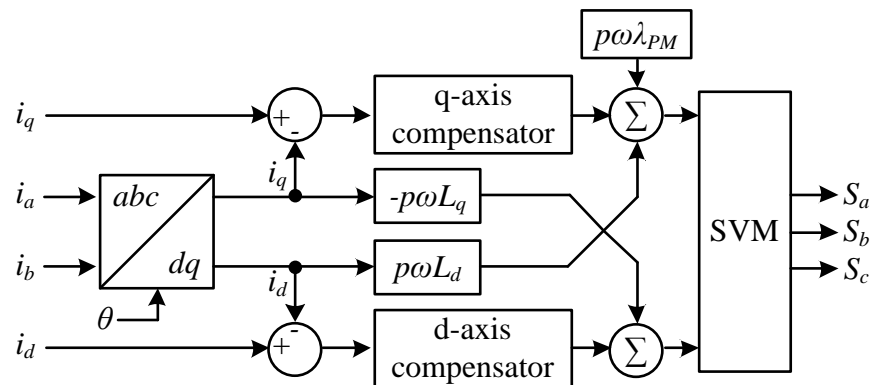 pωλ_PM
i_q
+
-
q-axis
compensator
∑
i_q
i_a
abc
-pωL_q
S_a
i_b
dq
pωL_d
SVM
S_b
i_d
S_c
θ
i_d
+
-
d-axis
compensator
∑